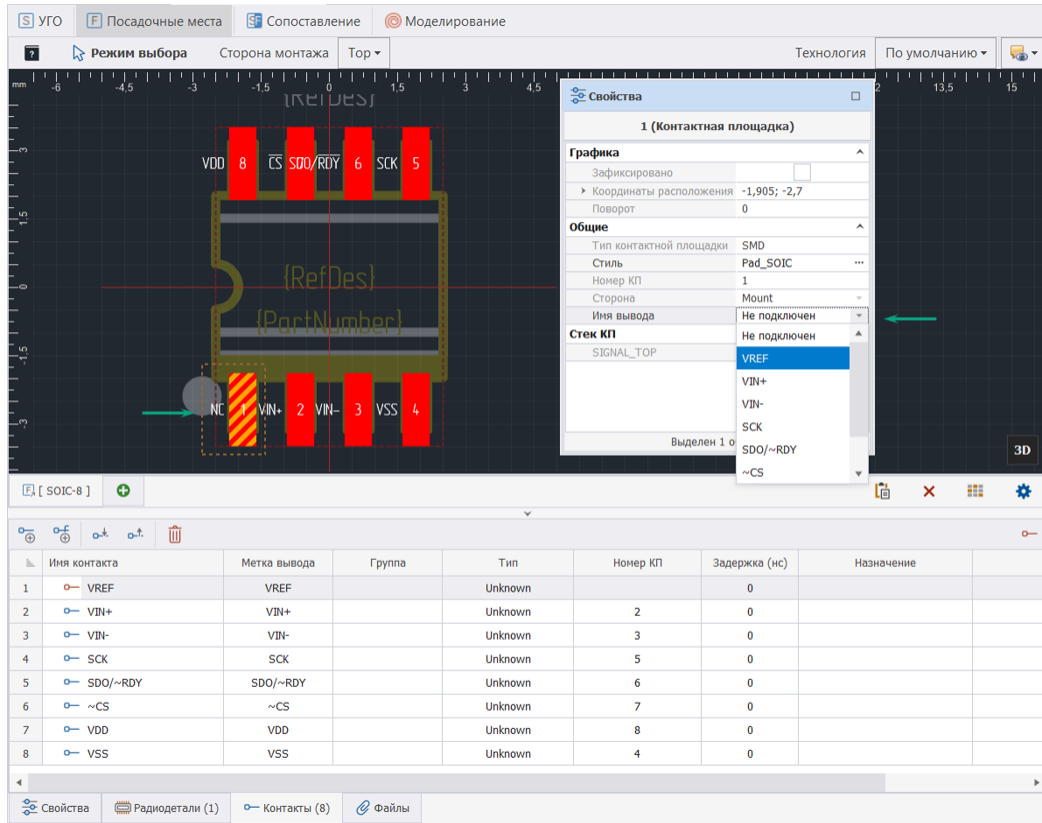 S УГО F Посадочные места SF Сопоставление Моделирование
? Режим выбора Сторона монтажа Top Технология По умолчанию
mm -6 -4,5 -3 -1,5 0 1,5 3 4,5 2 13,5 15
{RefDes}
VDD 8 CS SDO/RDY 6 SCK 5
{RefDes}
{PartNumber}
NC 1 VIN+ 2 VIN- 3 VSS 4
3
1,5
0
-1,5
-3
Свойства
1 (Контактная площадка)
Графика
Зафиксировано
Координаты расположения -1,905; -2,7
Поворот 0
Общие
Тип контактной площадки SMD
Стиль Pad_SOIC ...
Номер КП 1
Сторона Mount
Имя вывода Не подключен
Стек КП
SIGNAL_TOP
Не подключен
VREF
VIN+
VIN-
SCK
SDO/~RDY
~CS
Выделен 1 о
3D
F [ SOIC-8 ]
Имя контакта Метка вывода Группа Тип Номер КП Задержка (нс) Назначение
1 VREF VREF Unknown 0
2 VIN+ VIN+ Unknown 2 0
3 VIN- VIN- Unknown 3 0
4 SCK SCK Unknown 5 0
5 SDO/~RDY SDO/~RDY Unknown 6 0
6 ~CS ~CS Unknown 7 0
7 VDD VDD Unknown 8 0
8 VSS VSS Unknown 4 0
Свойства Радиодетали (1) Контакты (8) Файлы